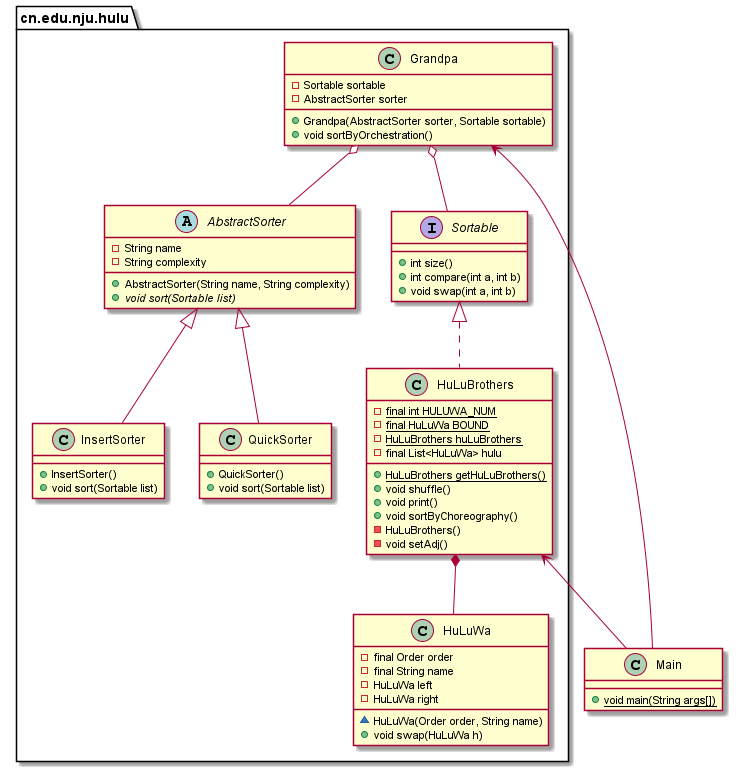 cn.edu.nju.hulu
C Grandpa
Sortable sortable
AbstractSorter sorter
Grandpa(AbstractSorter sorter, Sortable sortable)
void sortByOrchestration()
A AbstractSorter
String name
String complexity
AbstractSorter(String name, String complexity)
void sort(Sortable list)
I Sortable
int size()
int compare(int a, int b)
void swap(int a, int b)
C InsertSorter
InsertSorter()
void sort(Sortable list)
C QuickSorter
QuickSorter()
void sort(Sortable list)
C HuLuBrothers
final int HULUWA_NUM
final HuLuWa BOUND
HuLuBrothers huLuBrothers
final List<HuLuWa> hulu
HuLuBrothers getHuLuBrothers()
void shuffle()
void print()
void sortByChoreography()
HuLuBrothers()
void setAdj()
C HuLuWa
final Order order
final String name
HuLuWa left
HuLuWa right
HuLuWa(Order order, String name)
void swap(HuLuWa h)
C Main
void main(String args[])